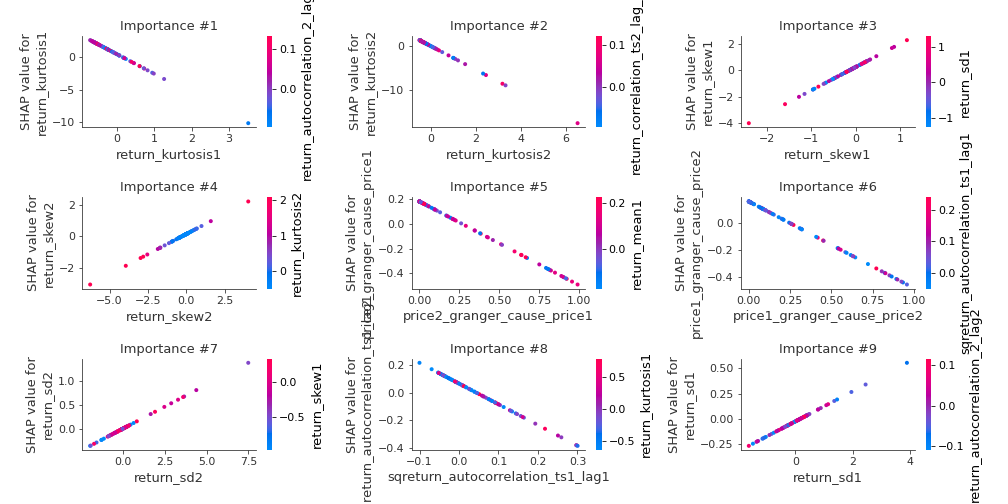 Importance #1
SHAP value for
return_kurtosis1
0
−5
−10
0
1
2
3
return_kurtosis1
0.1
0.0
return_autocorrelation_2_lag
Importance #2
SHAP value for
return_kurtosis2
0
−10
0
2
4
6
return_kurtosis2
0.1
0.0
return_correlation_ts2_lag_
Importance #3
SHAP value for
return_skew1
2
0
−2
−4
−2
−1
0
1
return_skew1
1
0
−1
return_sd1
Importance #4
SHAP value for
return_skew2
2
0
−2
−5.0
−2.5
0.0
2.5
return_skew2
2
1
0
return_kurtosis2
Importance #5
SHAP value for
price2_granger_cause_price1
0.2
0.0
−0.2
−0.4
0.00
0.25
0.50
0.75
1.00
price2_granger_cause_price1
0.2
0.0
return_mean1
Importance #6
SHAP value for
price1_granger_cause_price2
0.0
−0.2
−0.4
0.00
0.25
0.50
0.75
1.00
price1_granger_cause_price2
0.2
0.1
0.0
sqreturn_autocorrelation_ts1_lag1
Importance #7
SHAP value for
return_sd2
1.0
0.5
0.0
0.0
2.5
5.0
7.5
return_sd2
0.0
−0.5
return_skew1
Importance #8
SHAP value for
sqreturn_autocorrelation_ts1_lag1
0.2
0.0
−0.2
−0.4
−0.1
0.0
0.1
0.2
0.3
sqreturn_autocorrelation_ts1_lag1
0.5
0.0
−0.5
return_kurtosis1
Importance #9
SHAP value for
return_sd1
0.50
0.25
0.00
−0.25
0
2
4
return_sd1
0.1
0.0
−0.1
return_autocorrelation_2_lag2